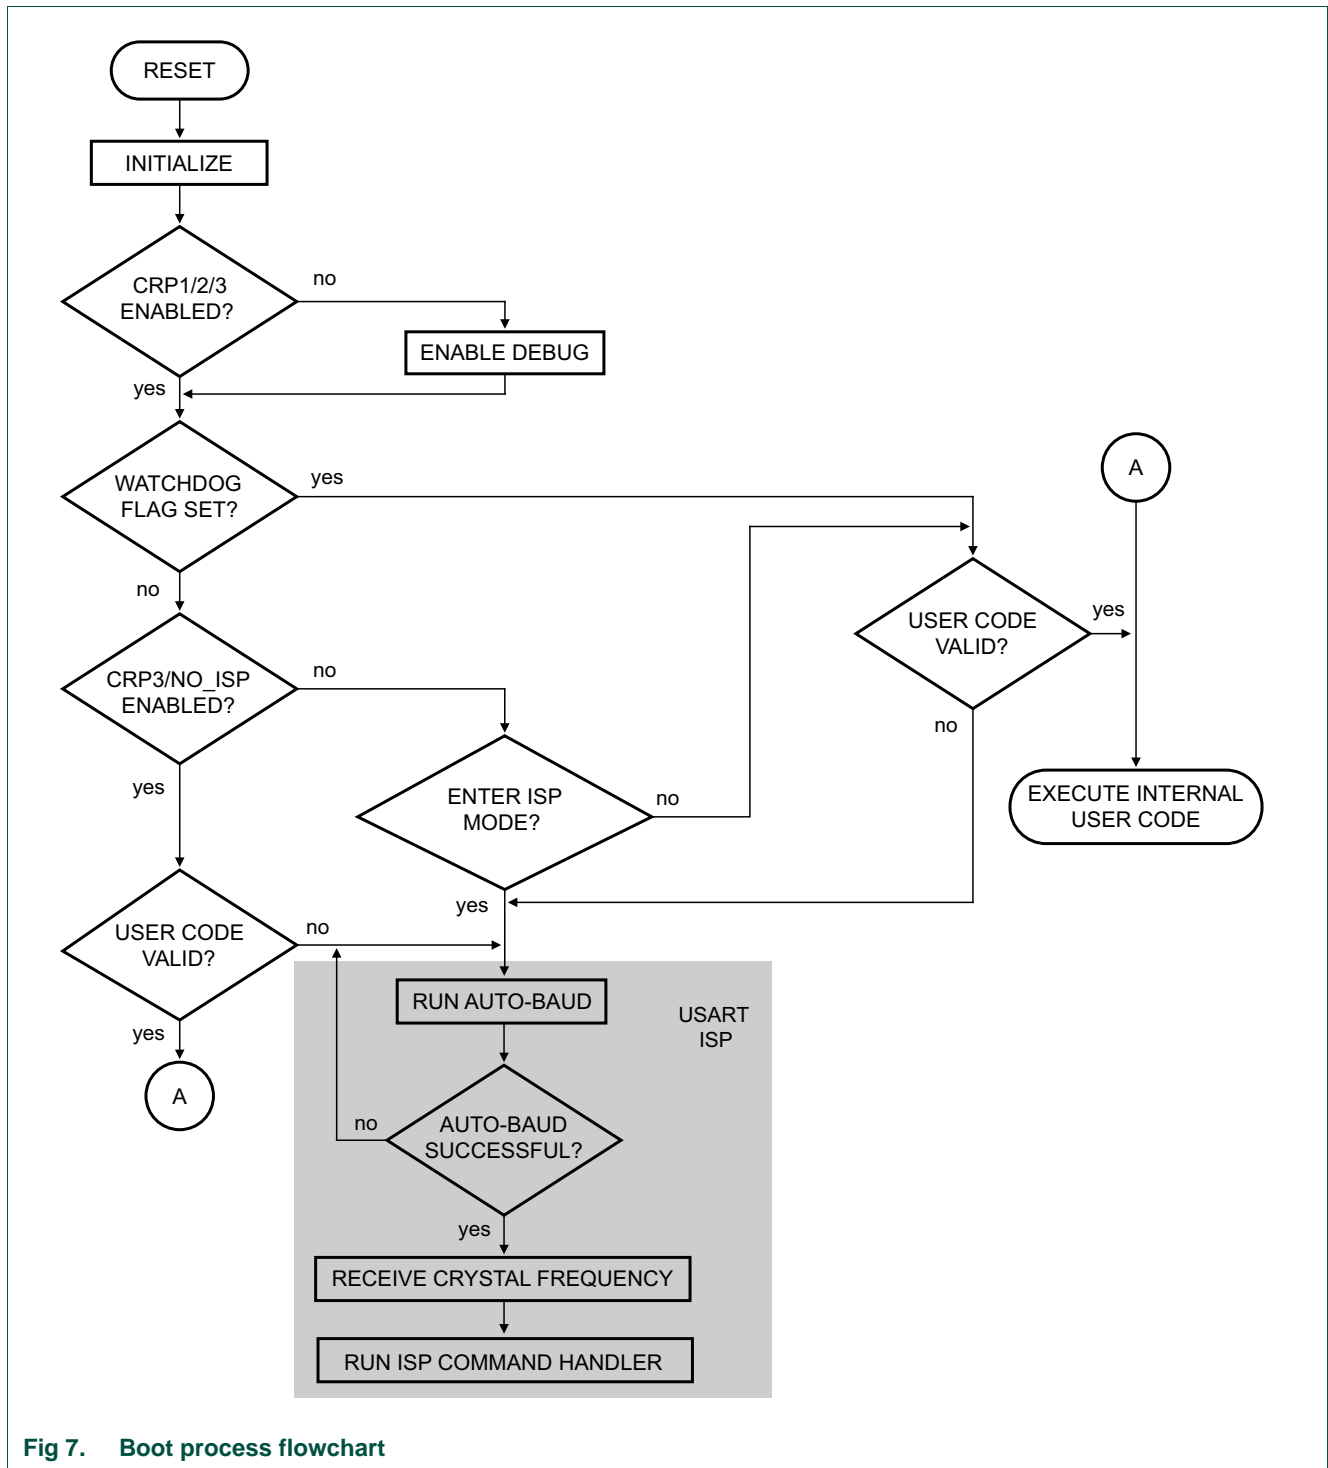 RESET
INITIALIZE
CRP1/2/3
ENABLED?
no
ENABLE DEBUG
yes
WATCHDOG
FLAG SET?
yes
A
no
USER CODE
VALID?
yes
no
CRP3/NO_ISP
ENABLED?
no
yes
ENTER ISP
MODE?
no
EXECUTE INTERNAL
USER CODE
yes
USER CODE
VALID?
no
yes
A
RUN AUTO-BAUD
USART
ISP
AUTO-BAUD
SUCCESSFUL?
no
yes
RECEIVE CRYSTAL FREQUENCY
RUN ISP COMMAND HANDLER
Fig 7. Boot process flowchart